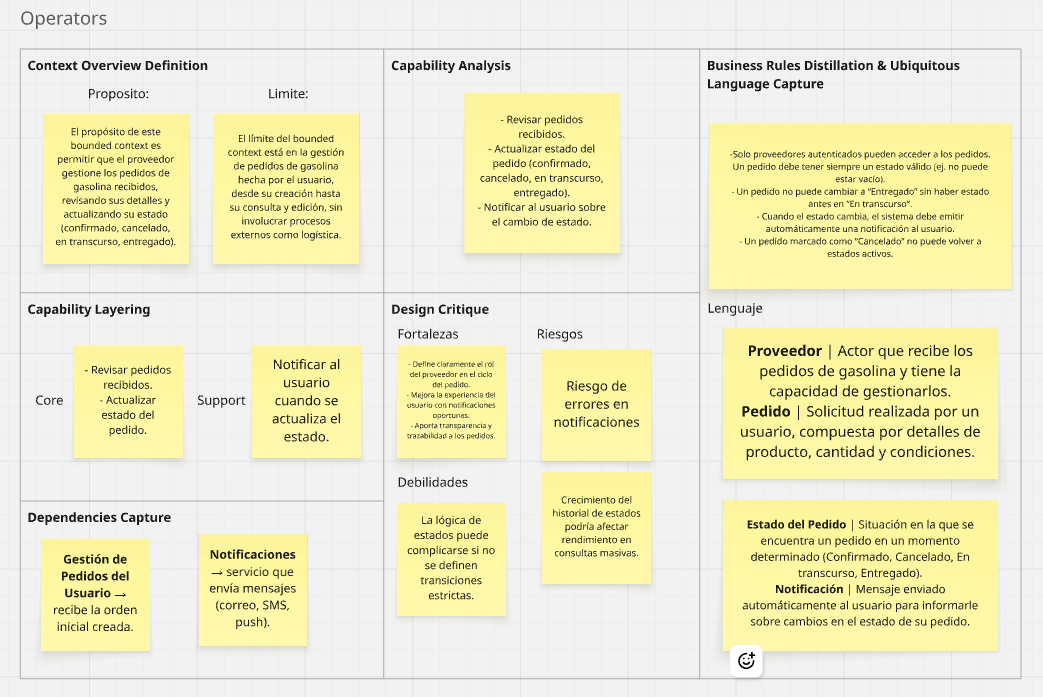 Operators
Context Overview Definition
Proposito:
El propósito de este
bounded context es
permitir que el proveedor
gestione los pedidos de
gasolina recibidos,
revisando sus detalles y
actualizando su estado
(confirmado, cancelado,
en transcurso, entregado).
Limite:
El límite del bounded
context está en la gestión
de pedidos de gasolina
hecha por el usuario,
desde su creación hasta
su consulta y edición, sin
involucrar procesos
externos como logística.
Capability Analysis
- Revisar pedidos
recibidos.
- Actualizar estado del
pedido (confirmado,
cancelado, en transcurso,
entregado).
- Notificar al usuario sobre
el cambio de estado.
Business Rules Distillation & Ubiquitous
Language Capture
-Solo proveedores autenticados pueden acceder a los pedidos.
Un pedido debe tener siempre un estado válido (ej. no puede
estar vacío).
- Un pedido no puede cambiar a “Entregado” sin haber estado
antes en “En transcurso”.
- Cuando el estado cambia, el sistema debe emitir
automáticamente una notificación al usuario.
- Un pedido marcado como “Cancelado” no puede volver a
estados activos.
Lenguaje
Proveedor | Actor que recibe los
pedidos de gasolina y tiene la
capacidad de gestionarlos.
Pedido | Solicitud realizada por un
usuario, compuesta por detalles de
producto, cantidad y condiciones.
Estado del Pedido | Situación en la que se
encuentra un pedido en un momento
determinado (Confirmado, Cancelado, En
transcurso, Entregado).
Notificación | Mensaje enviado
automáticamente al usuario para informarle
sobre cambios en el estado de su pedido.
Capability Layering
Core
- Revisar pedidos
recibidos.
- Actualizar
estado del
pedido.
Support
Notificar al
usuario
cuando se
actualiza el
estado.
Design Critique
Fortalezas
- Define claramente el rol
del proveedor en el ciclo
del pedido.
- Mejora la experiencia del
usuario con notificaciones
oportunas.
- Aporta transparencia y
trazabilidad a los pedidos.
Riesgos
Riesgo de
errores en
notificaciones
Crecimiento del
historial de estados
podría afectar
rendimiento en
consultas masivas.
Debilidades
La lógica de
estados puede
complicarse si no
se definen
transiciones
estrictas.
Dependencies Capture
Gestión de
Pedidos del
Usuario →
recibe la orden
inicial creada.
Notificaciones
→ servicio que
envía mensajes
(correo, SMS,
push).